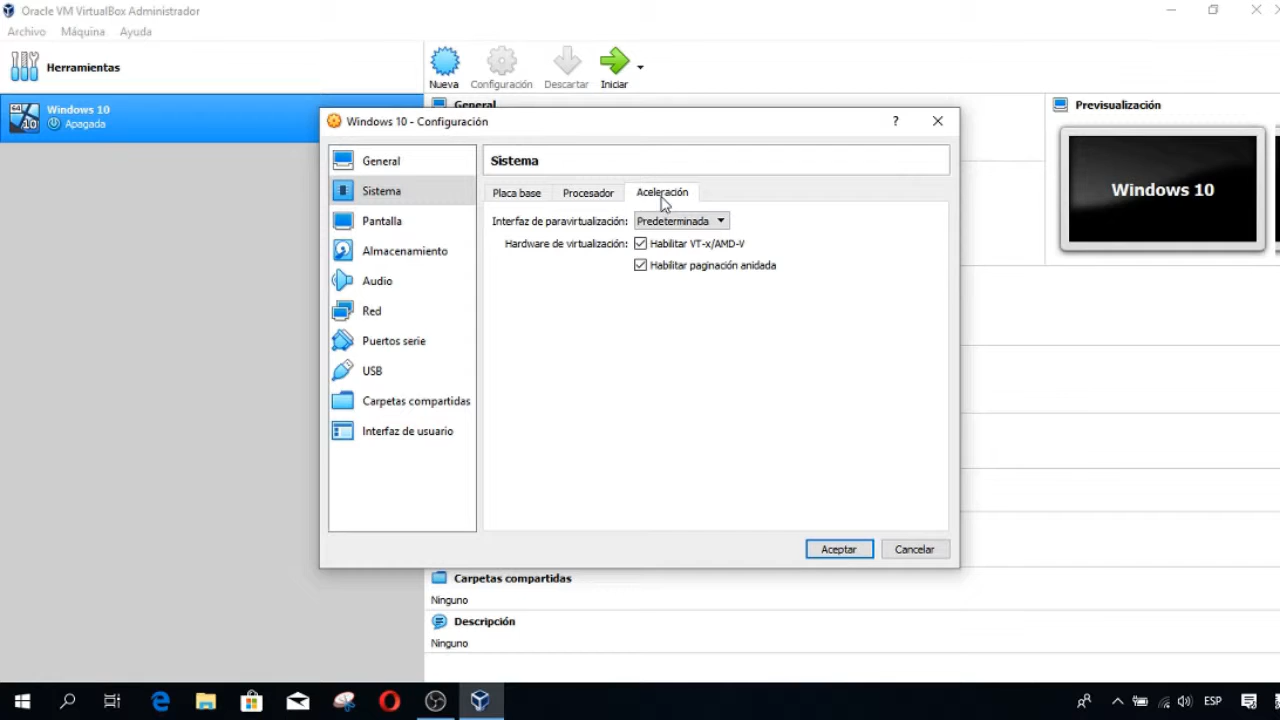 Oracle VM VirtualBox Administrador
Archivo Máquina Ayuda
Herramientas
Nueva Configuración Descartar Iniciar
Windows 10
Apagada
General
Previsualización
Windows 10
Windows 10 - Configuración
?
General
Sistema
Pantalla
Almacenamiento
Audio
Red
Puertos serie
USB
Carpetas compartidas
Interfaz de usuario
Sistema
Placa base Procesador Aceleración
Interfaz de paravirtualización: Predeterminada
Hardware de virtualización: Habilitar VT-x/AMD-V
Habilitar paginación anidada
Aceptar Cancelar
Carpetas compartidas
Ninguno
Descripción
Ninguno
ESP